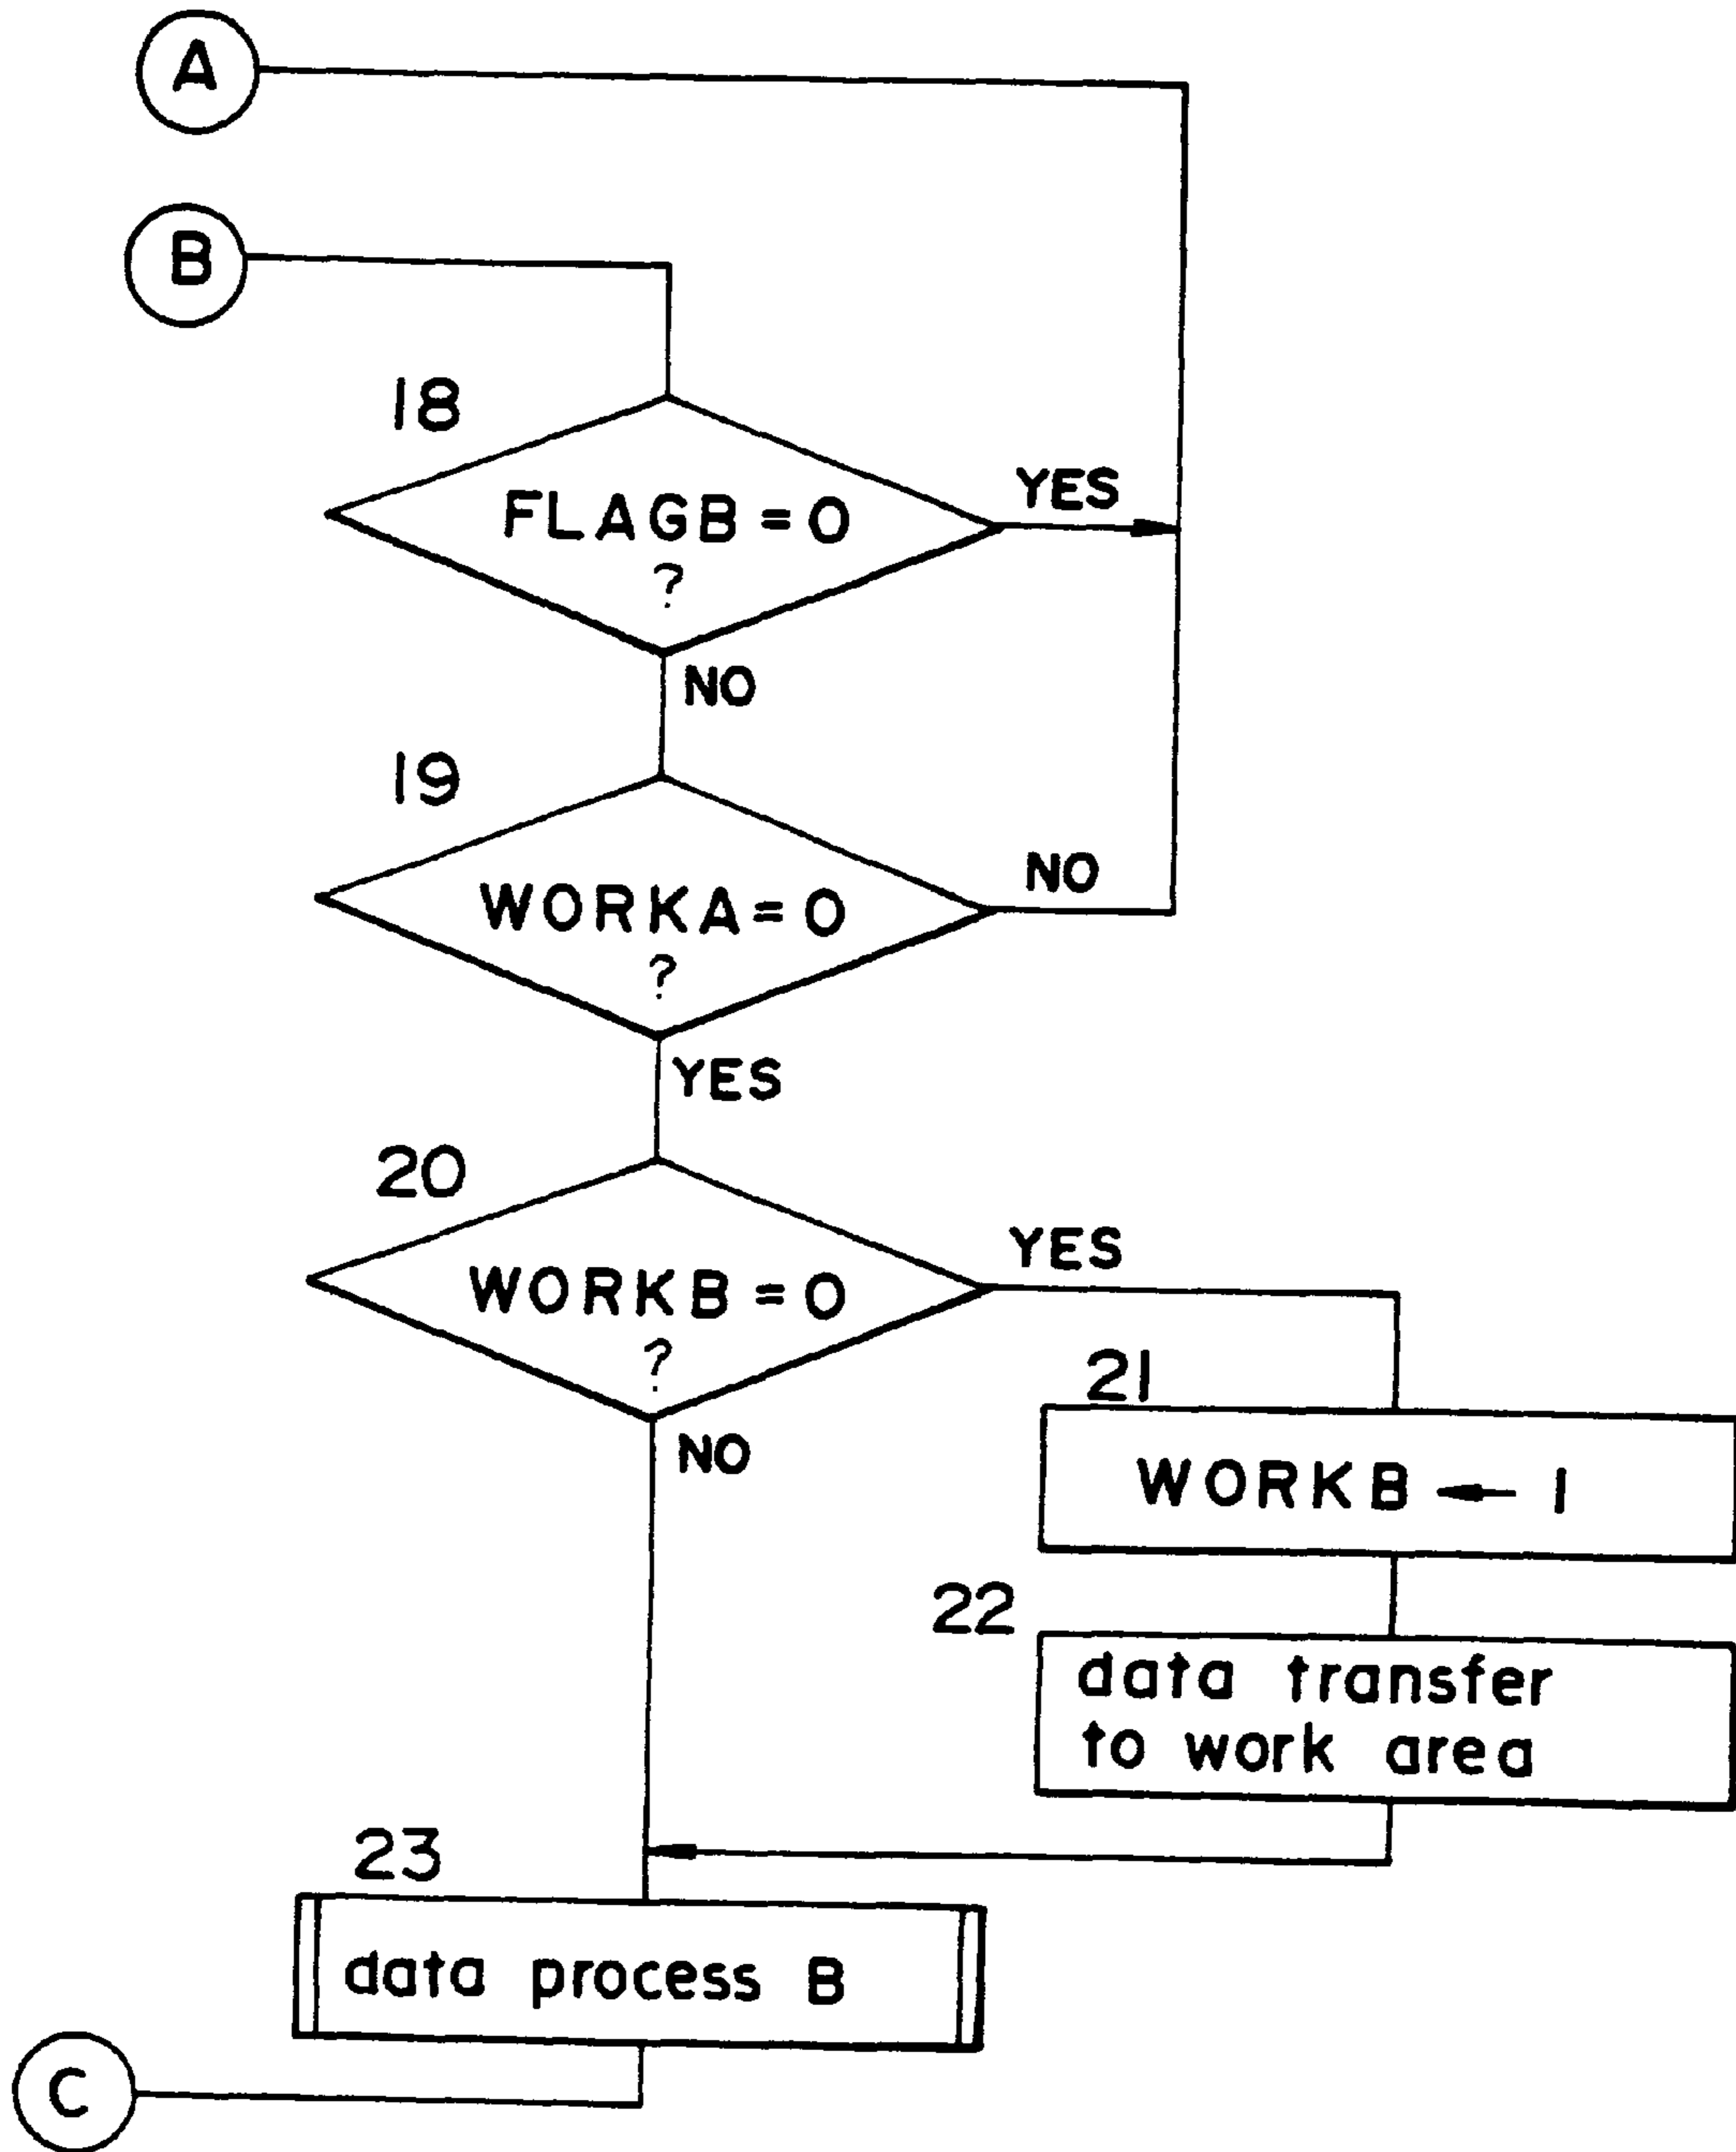 A
B
18
FLAGB = 0
?
YES
NO
19
WORKA = 0
?
NO
YES
20
WORKB = 0
?
YES
NO
21
WORKB ← 1
22
data transfer
to work area
23
data process B
C